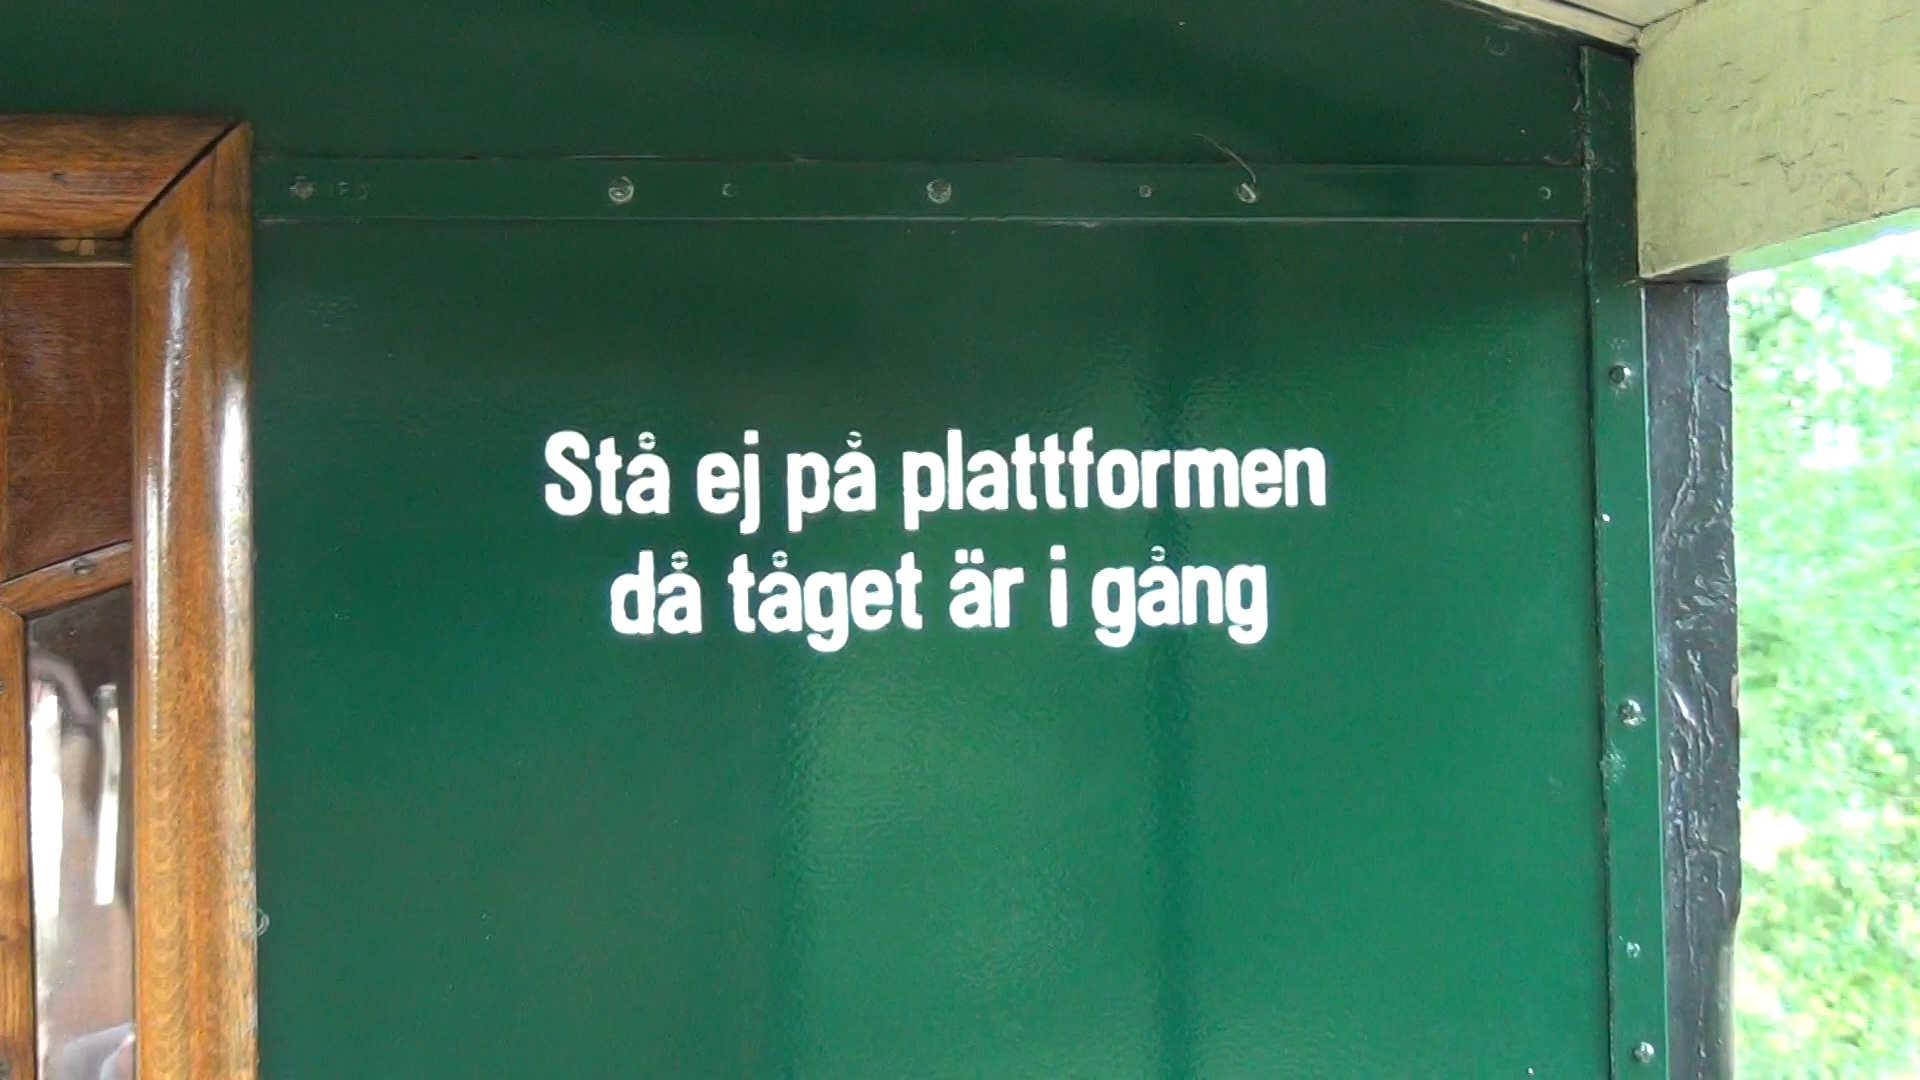 Stå ej på plattformen
då tåget är i gång